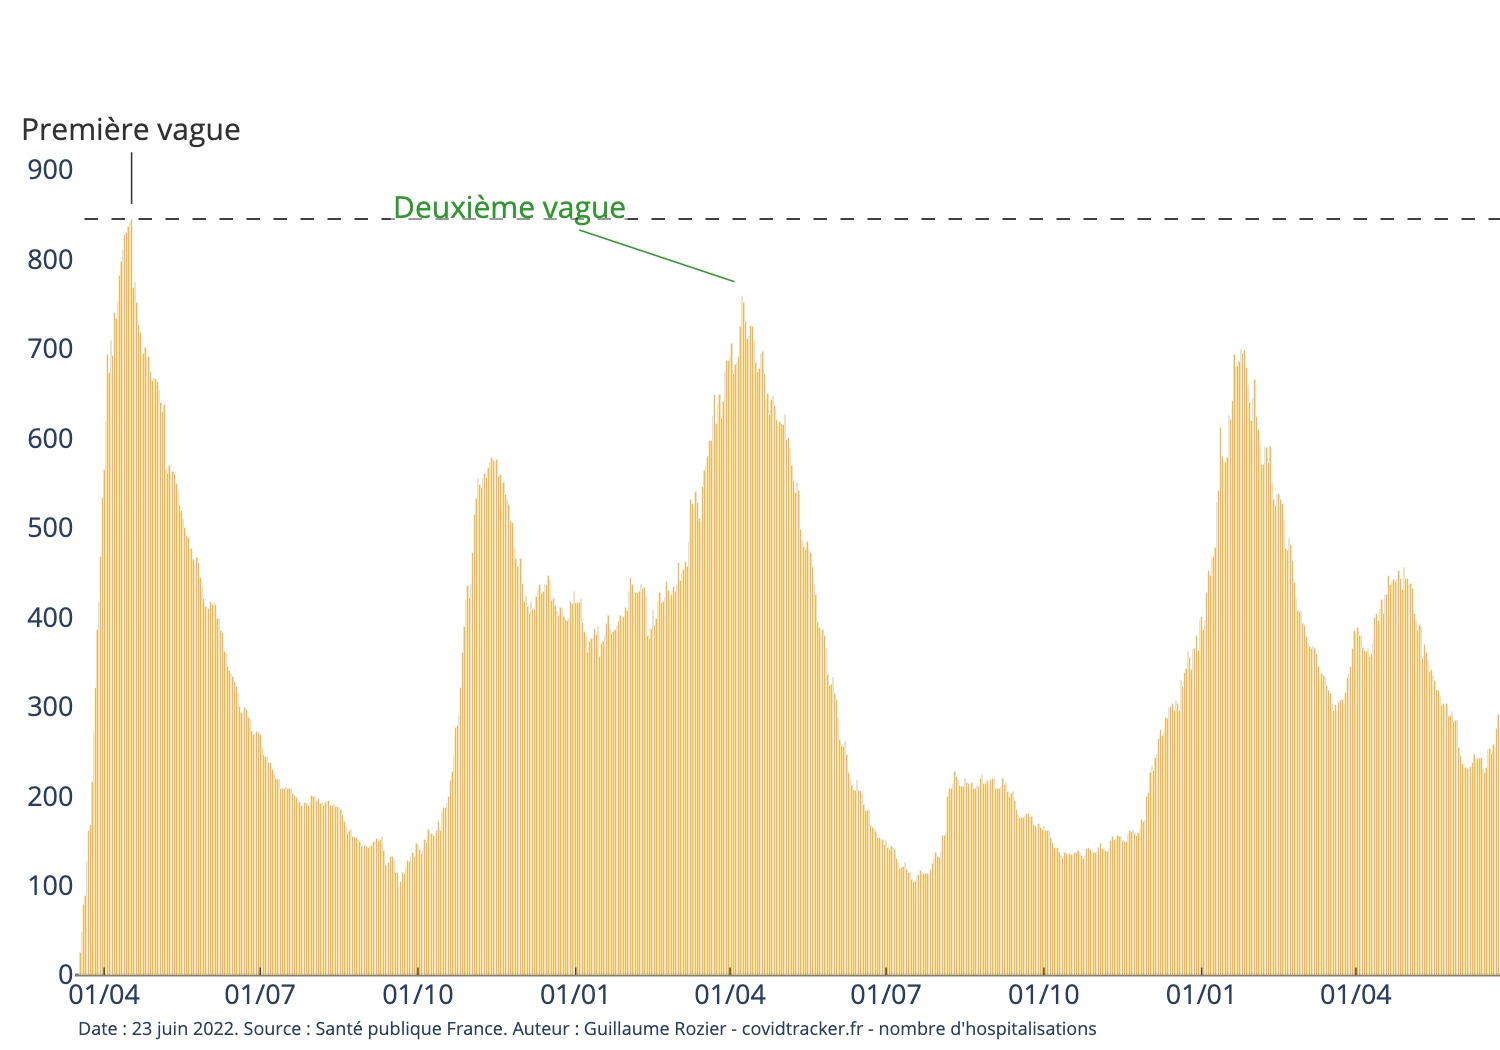 Première vague
900
Deuxième vague
800
700
600
500
400
300
200
100
0
01/04 01/07 01/10 01/01 01/04 01/07 01/10 01/01 01/04
Date : 23 juin 2022. Source : Santé publique France. Auteur : Guillaume Rozier - covidtracker.fr - nombre d'hospitalisations